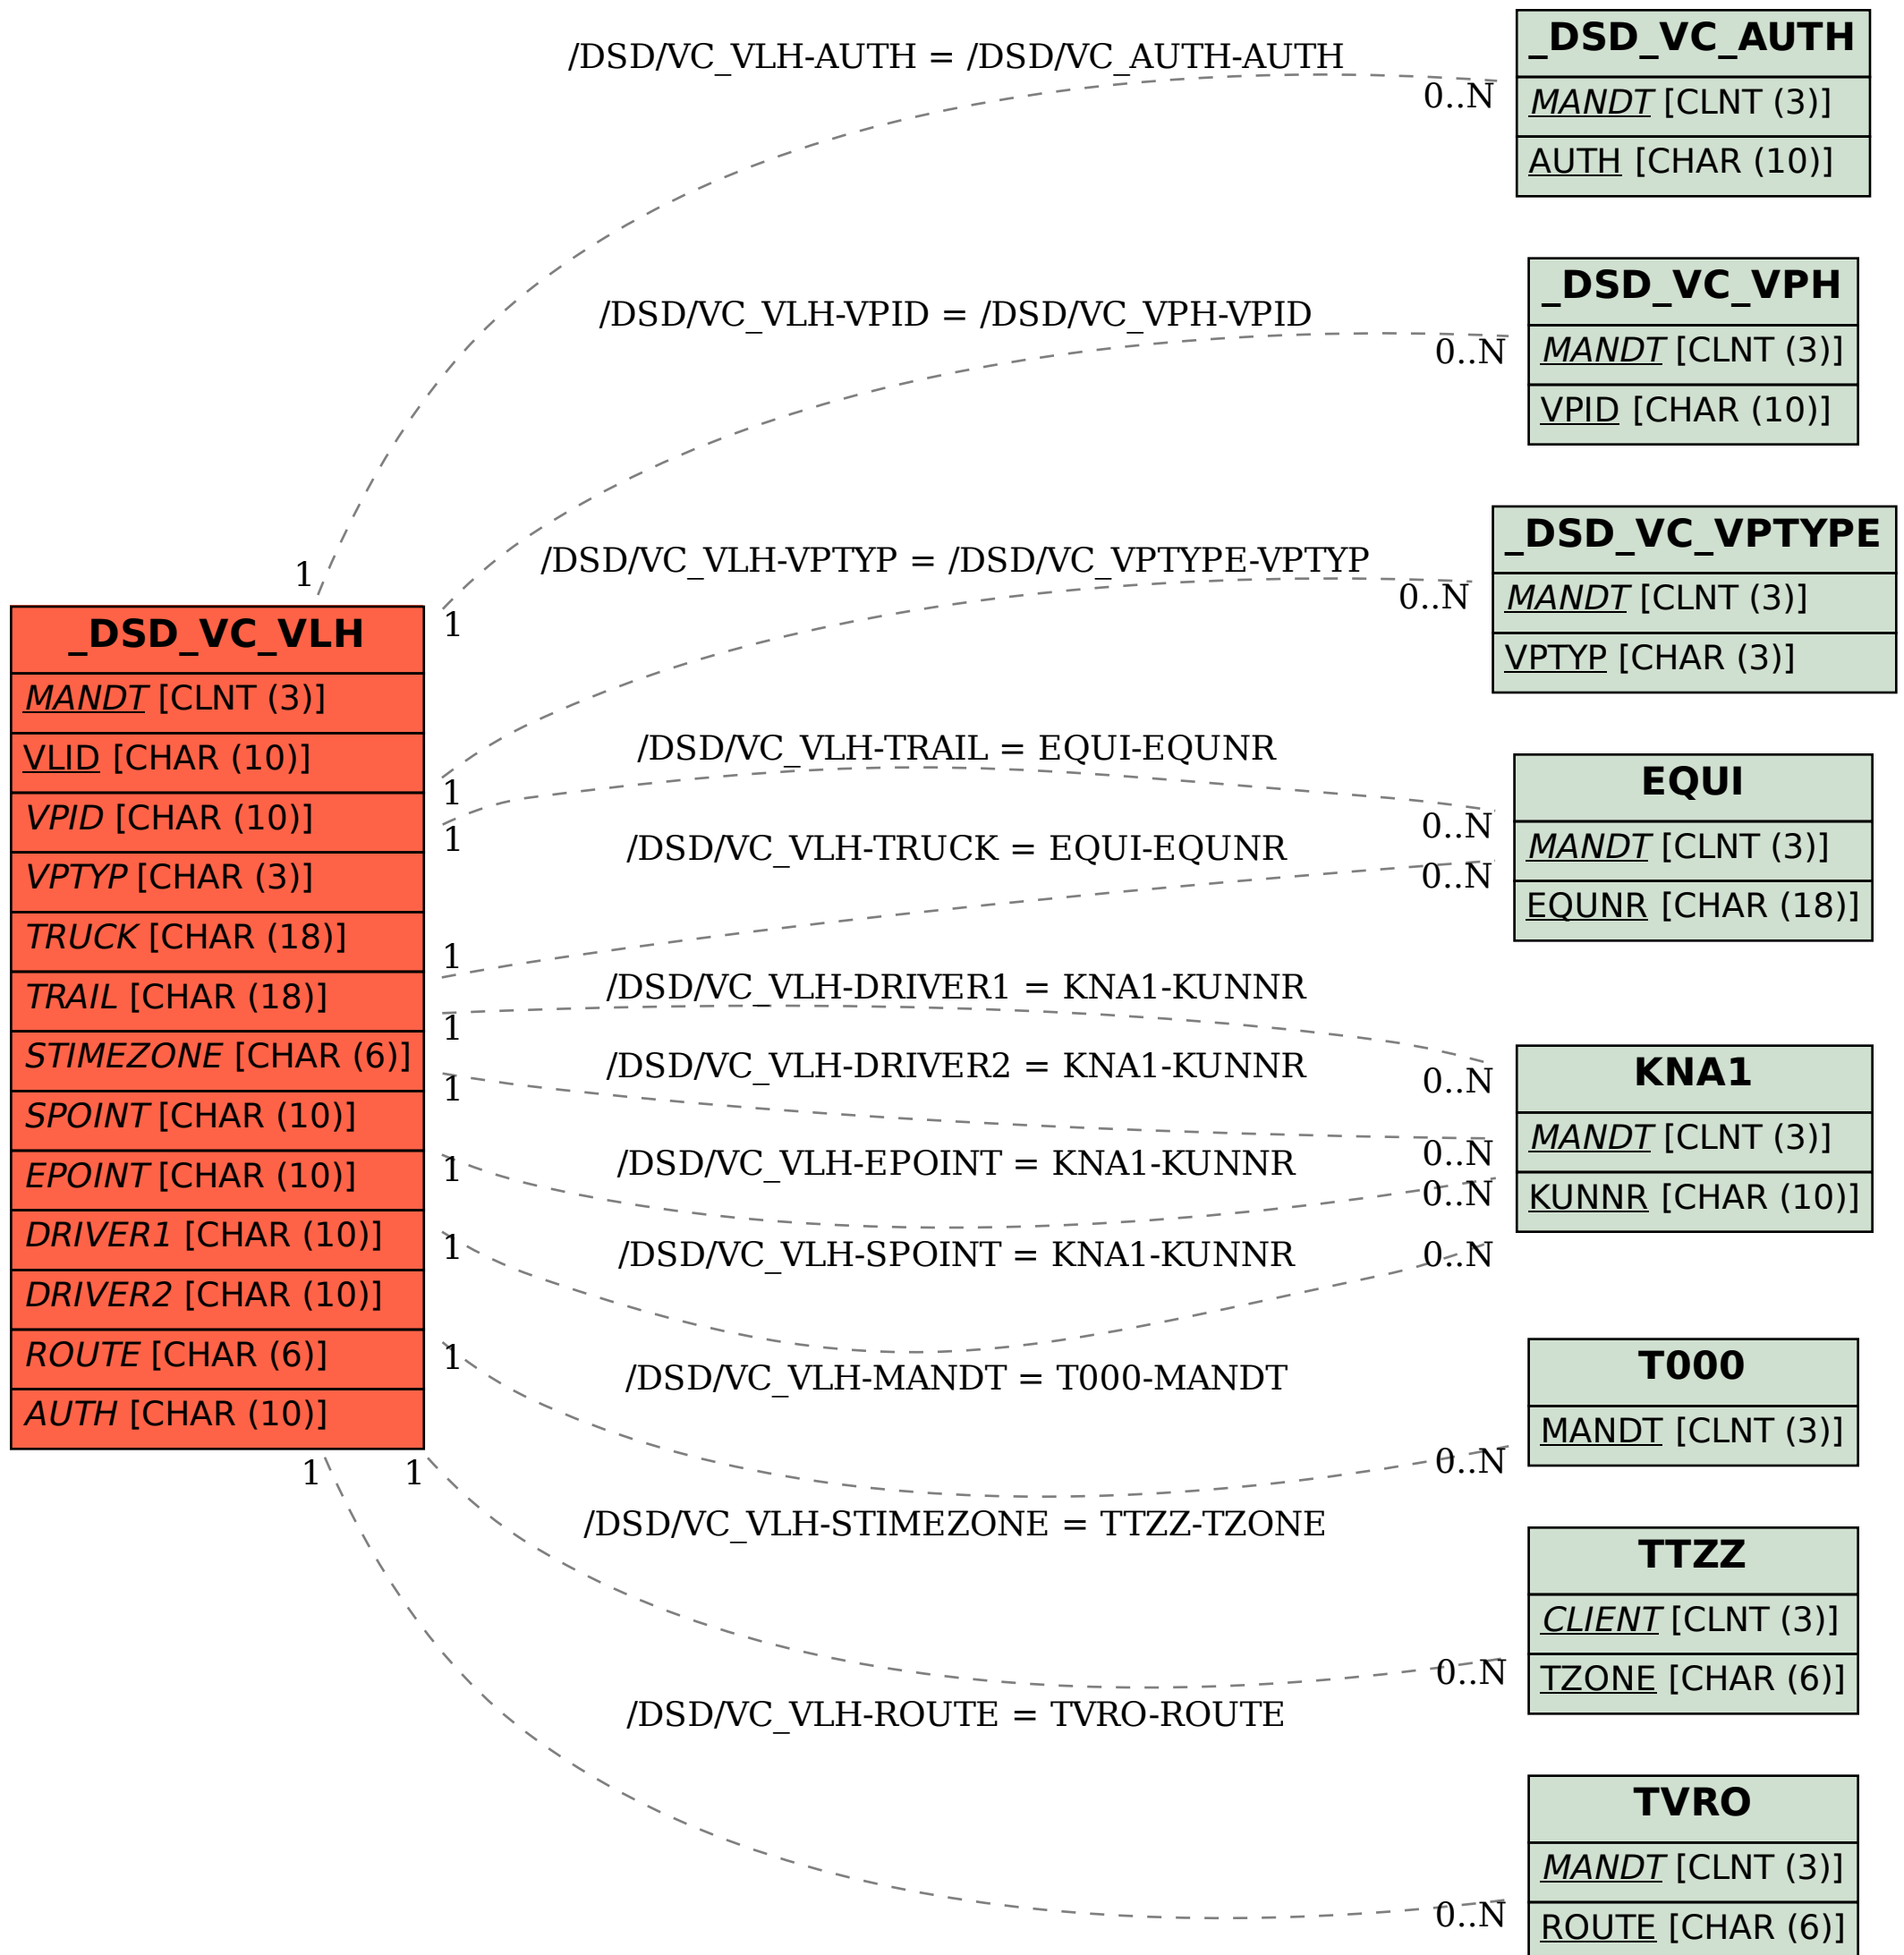 _DSD_VC_VLH
MANDT [CLNT (3)]
VLID [CHAR (10)]
VPID [CHAR (10)]
VPTYP [CHAR (3)]
TRUCK [CHAR (18)]
TRAIL [CHAR (18)]
STIMEZONE [CHAR (6)]
SPOINT [CHAR (10)]
EPOINT [CHAR (10)]
DRIVER1 [CHAR (10)]
DRIVER2 [CHAR (10)]
ROUTE [CHAR (6)]
AUTH [CHAR (10)]
/DSD/VC_VLH-AUTH = /DSD/VC_AUTH-AUTH
0..N
1
/DSD/VC_VLH-VPID = /DSD/VC_VPH-VPID
0..N
1
/DSD/VC_VLH-VPTYP = /DSD/VC_VPTYPE-VPTYP
0..N
1
/DSD/VC_VLH-TRAIL = EQUI-EQUNR
0..N
1
/DSD/VC_VLH-TRUCK = EQUI-EQUNR
0..N
1
/DSD/VC_VLH-DRIVER1 = KNA1-KUNNR
0..N
1
/DSD/VC_VLH-DRIVER2 = KNA1-KUNNR
0..N
1
/DSD/VC_VLH-EPOINT = KNA1-KUNNR
0..N
1
/DSD/VC_VLH-SPOINT = KNA1-KUNNR
0..N
1
/DSD/VC_VLH-MANDT = T000-MANDT
0..N
1
/DSD/VC_VLH-STIMEZONE = TTZZ-TZONE
0..N
1
/DSD/VC_VLH-ROUTE = TVRO-ROUTE
0..N
1
_DSD_VC_AUTH
MANDT [CLNT (3)]
AUTH [CHAR (10)]
_DSD_VC_VPH
MANDT [CLNT (3)]
VPID [CHAR (10)]
_DSD_VC_VPTYPE
MANDT [CLNT (3)]
VPTYP [CHAR (3)]
EQUI
MANDT [CLNT (3)]
EQUNR [CHAR (18)]
KNA1
MANDT [CLNT (3)]
KUNNR [CHAR (10)]
T000
MANDT [CLNT (3)]
TTZZ
CLIENT [CLNT (3)]
TZONE [CHAR (6)]
TVRO
MANDT [CLNT (3)]
ROUTE [CHAR (6)]